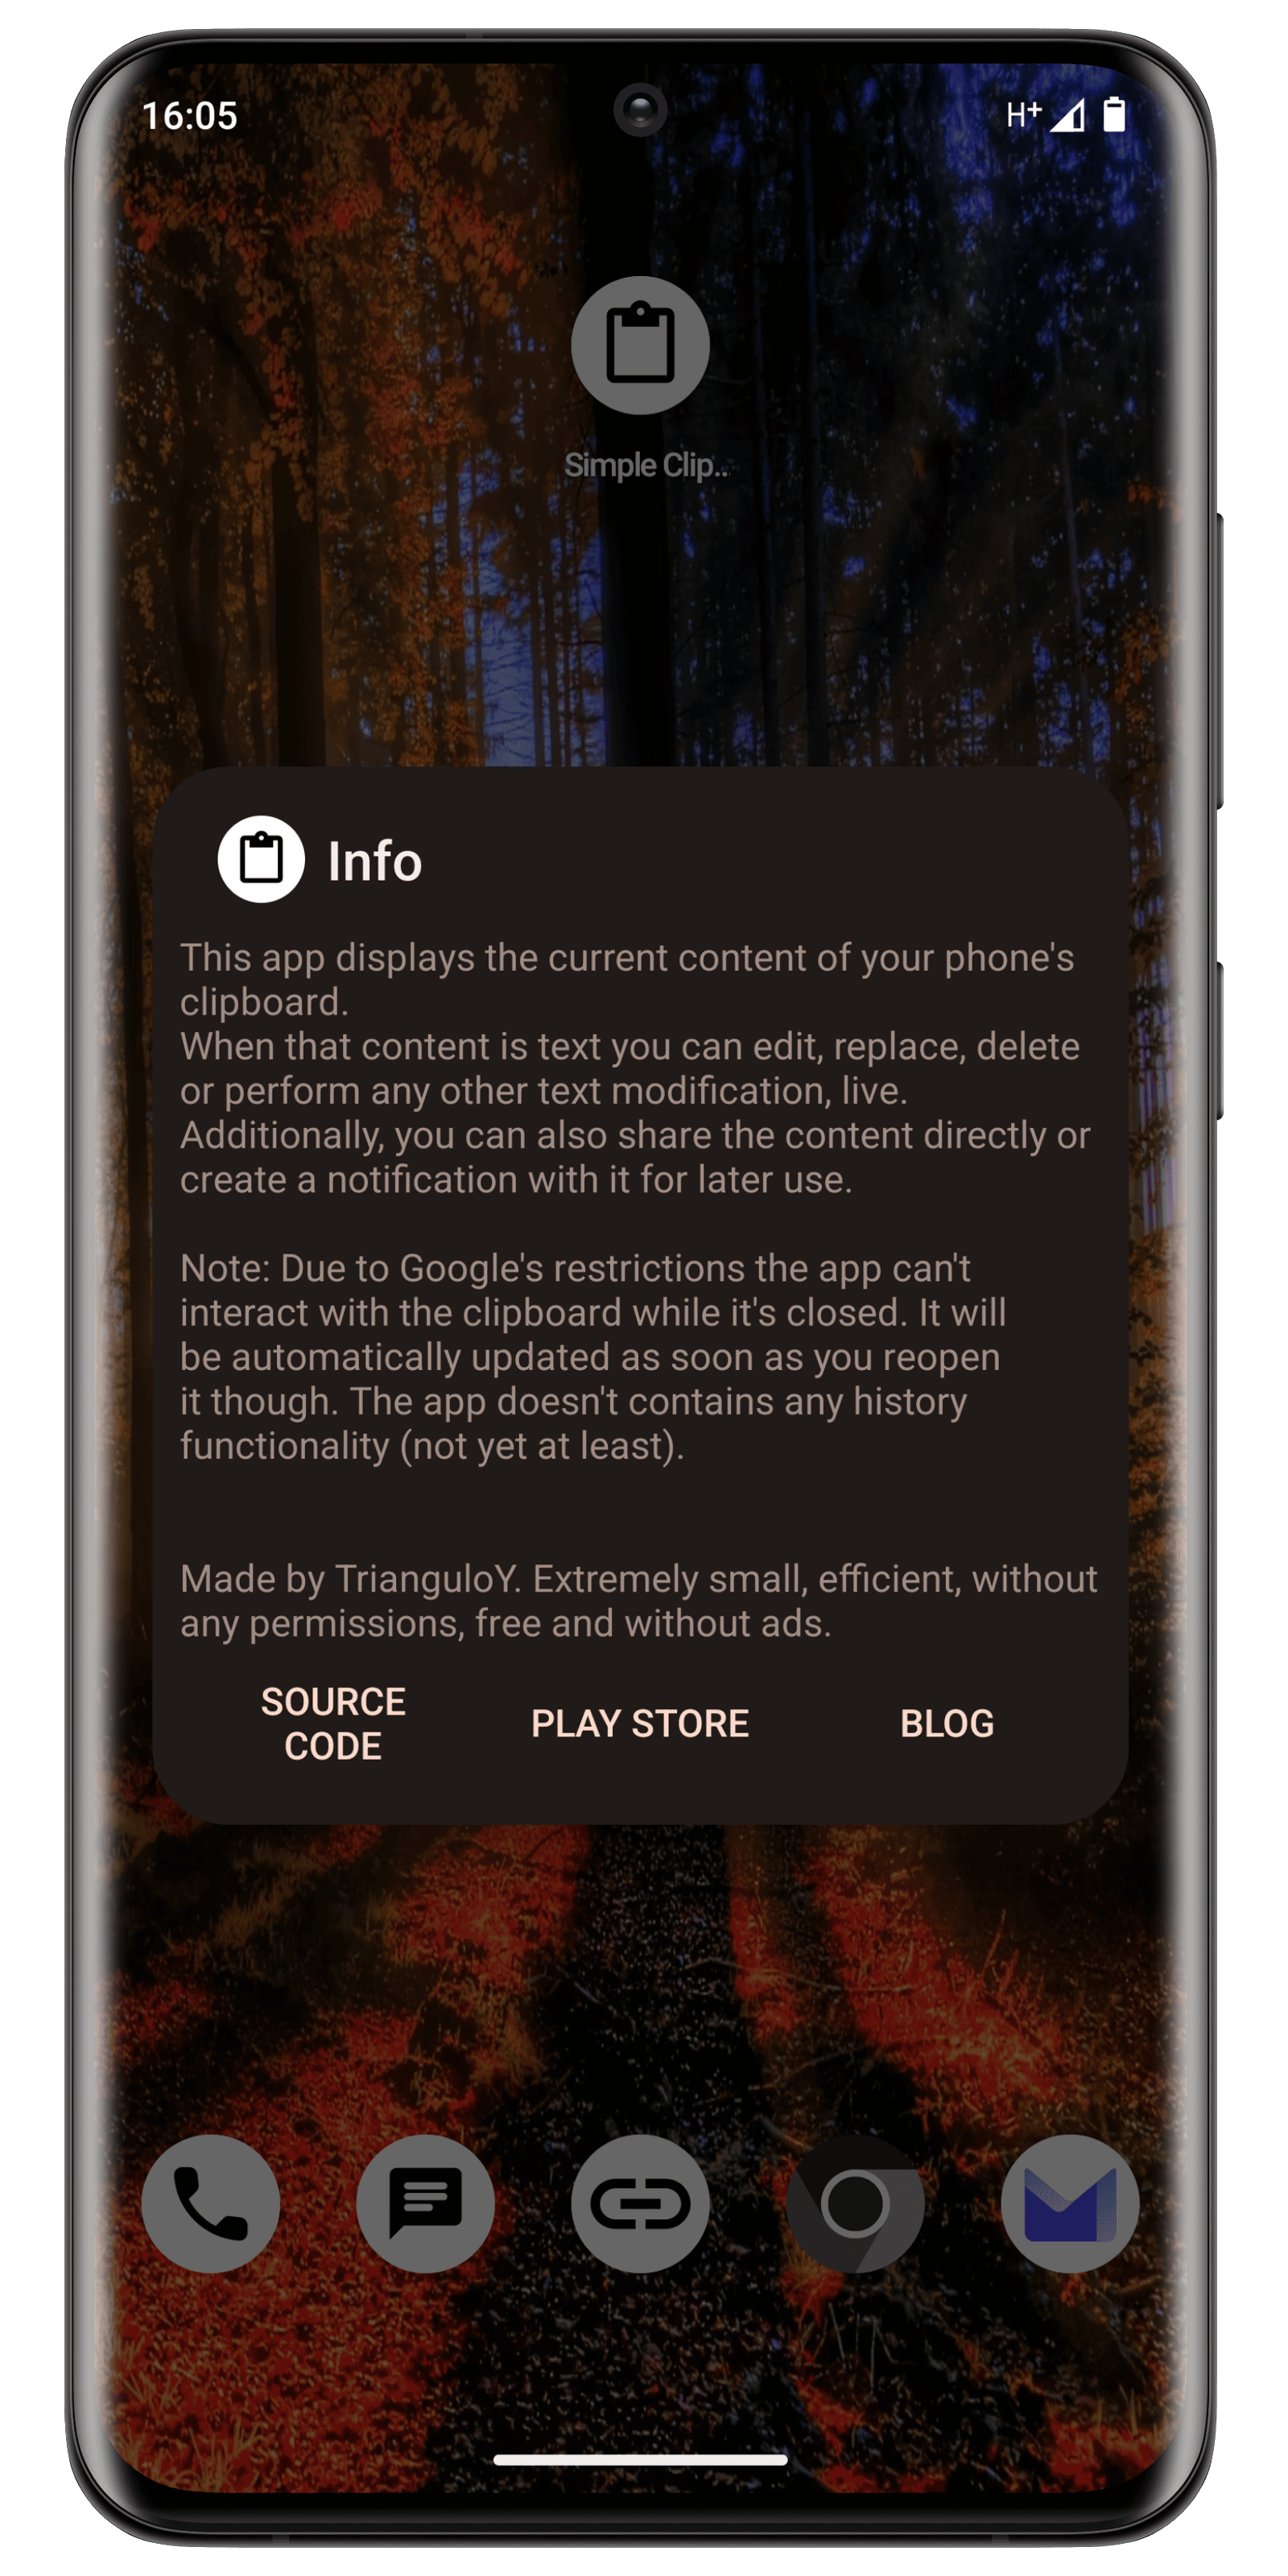 16:05
H+
Simple Clip..
Info
This app displays the current content of your phone's
clipboard.
When that content is text you can edit, replace, delete
or perform any other text modification, live.
Additionally, you can also share the content directly or
create a notification with it for later use.
Note: Due to Google's restrictions the app can't
interact with the clipboard while it's closed. It will
be automatically updated as soon as you reopen
it though. The app doesn't contains any history
functionality (not yet at least).
Made by TrianguloY. Extremely small, efficient, without
any permissions, free and without ads.
SOURCE
CODE
PLAY STORE
BLOG